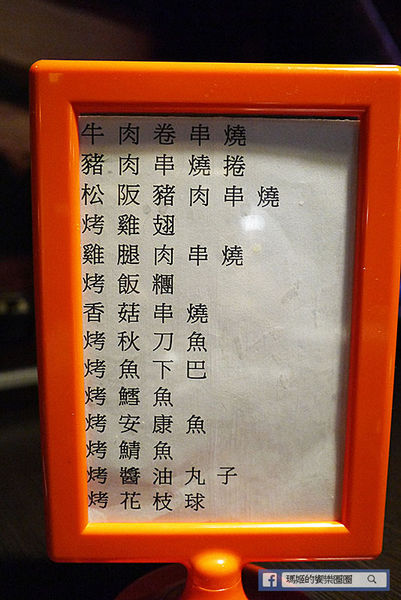 牛肉卷串燒
豬肉串燒捲
松阪豬肉串燒
烤雞翅
雞腿肉串燒
烤飯糰
香菇串燒
烤秋刀魚
烤魚下巴
烤鱈魚
烤安康魚
烤鯖魚
烤醬油丸子
烤花枝球
瑪姬的饗樂圈圈